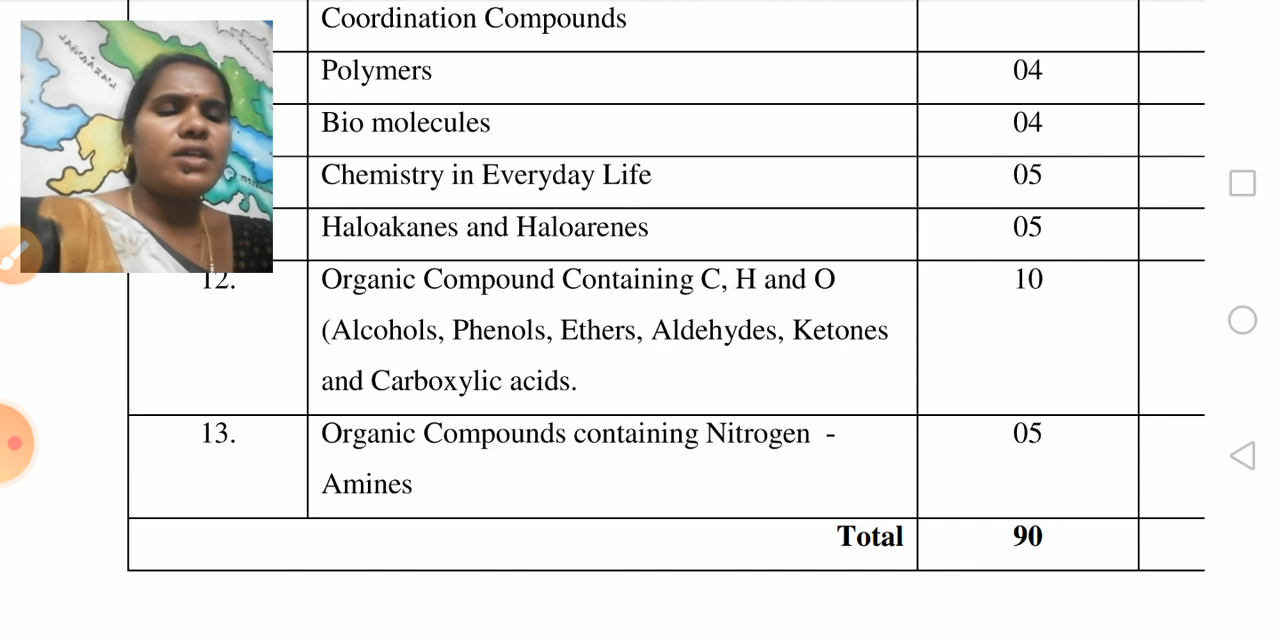 Coordination Compounds
Polymers 04
Bio molecules 04
Chemistry in Everyday Life 05
Haloakanes and Haloarenes 05
12. Organic Compound Containing C, H and O 10
(Alcohols, Phenols, Ethers, Aldehydes, Ketones
and Carboxylic acids.
13. Organic Compounds containing Nitrogen - 05
Amines
Total 90